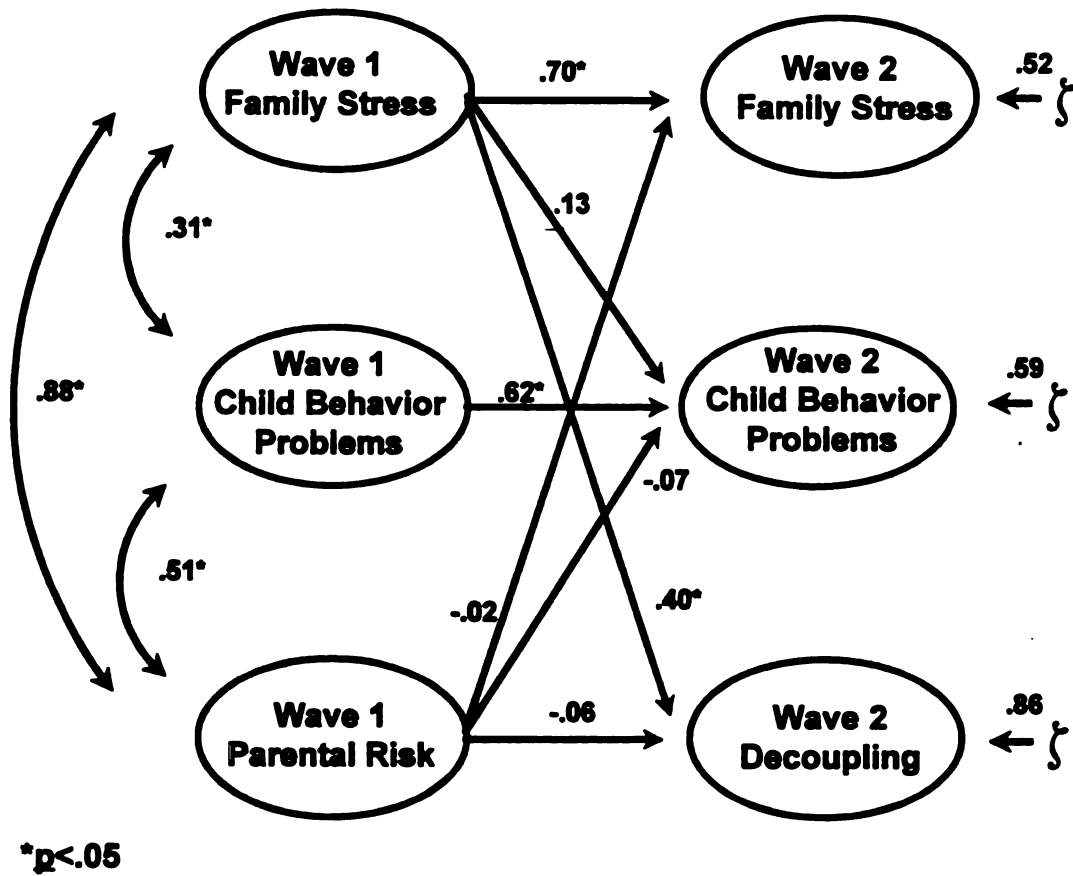 Wave 1
Family Stress
.70*
Wave 2
Family Stress
.52
ζ
.13
.31*
Wave 1
Child Behavior
Problems
.62*
Wave 2
Child Behavior
Problems
.59
ζ
.88*
-.07
.51*
-.02
.40*
Wave 1
Parental Risk
-.06
Wave 2
Decoupling
.86
ζ
*p<.05